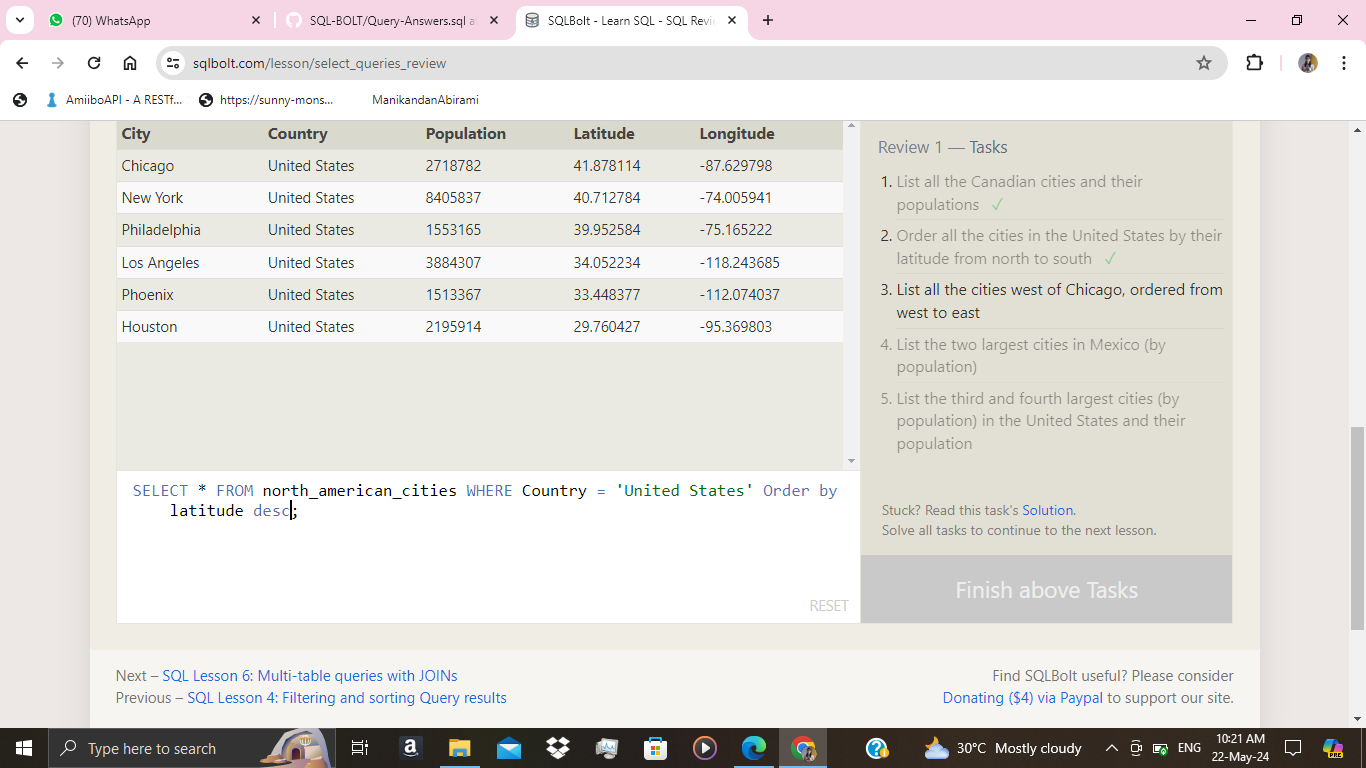 (70) WhatsApp
SQL-BOLT/Query-Answers.sql a
SQLBolt - Learn SQL - SQL Revi
sqlbolt.com/lesson/select_queries_review
AmiiboAPI - A RESTf...
https://sunny-mons...
ManikandanAbirami
City Country Population Latitude Longitude
Chicago United States 2718782 41.878114 -87.629798
New York United States 8405837 40.712784 -74.005941
Philadelphia United States 1553165 39.952584 -75.165222
Los Angeles United States 3884307 34.052234 -118.243685
Phoenix United States 1513367 33.448377 -112.074037
Houston United States 2195914 29.760427 -95.369803
SELECT * FROM north_american_cities WHERE Country = 'United States' Order by
latitude desc;
RESET
Review 1 — Tasks
1. List all the Canadian cities and their
populations ✓
2. Order all the cities in the United States by their
latitude from north to south ✓
3. List all the cities west of Chicago, ordered from
west to east
4. List the two largest cities in Mexico (by
population)
5. List the third and fourth largest cities (by
population) in the United States and their
population
Stuck? Read this task's Solution.
Solve all tasks to continue to the next lesson.
Finish above Tasks
Next – SQL Lesson 6: Multi-table queries with JOINs
Previous – SQL Lesson 4: Filtering and sorting Query results
Find SQLBolt useful? Please consider
Donating ($4) via Paypal to support our site.
Type here to search
30°C Mostly cloudy
ENG
10:21 AM
22-May-24
PRE